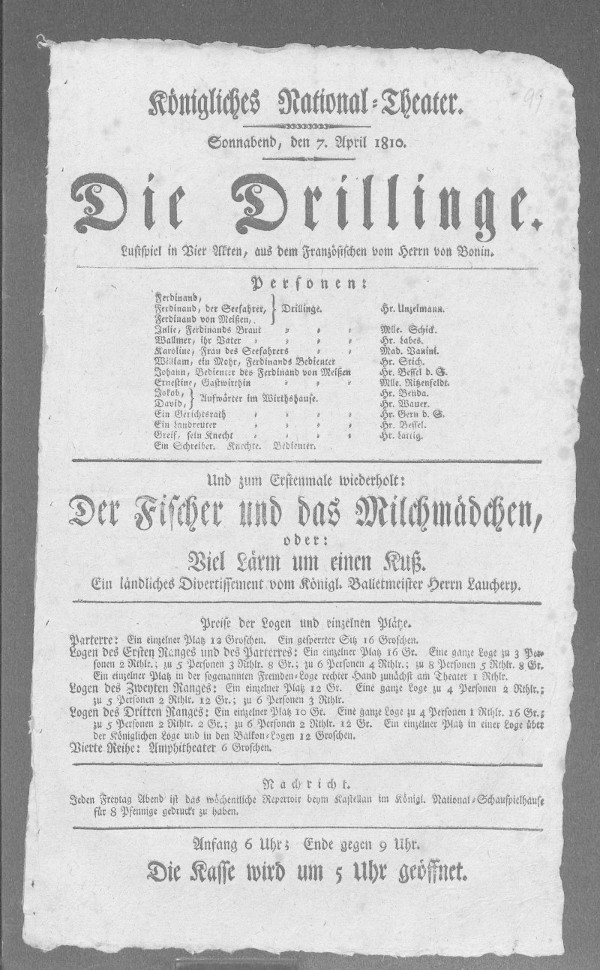 99
Königliches National-Theater.
Sonnabend, den 7. April 1810.
Die Drillinge.
Lustspiel in Vier Akten, aus dem Französischen vom Herrn von Bonin.
Personen:
Ferdinand,
Ferdinand, der Seefahrer, } Drillinge. Hr. Unzelmann.
Ferdinand von Meißen,
Julie, Ferdinands Braut Mlle. Schick.
Wallmer, ihr Vater Hr. Labes.
Karoline, Frau des Seefahrers Mad. Vanini.
William, ein Mohr, Ferdinands Bedienter Hr. Stich.
Johann, Bedienter des Ferdinand von Meißen Hr. Bessel d. S.
Ernestine, Gastwirthin Mlle. Ritzenfeldt.
Jakob, } Aufwärter im Wirthshause. Hr. Benda.
David, Hr. Wauer.
Ein Gerichtsrath Hr. Gern d. S.
Ein Landreuter Hr. Bessel.
Greif, sein Knecht Hr. Lattig.
Ein Schreiber. Knechte. Bedienter.
Und zum Erstenmale wiederholt:
Der Fischer und das Milchmädchen,
oder:
Viel Lärm um einen Kuß.
Ein ländliches Divertissement vom Königl. Balletmeister Herrn Lauchery.
Preise der Logen und einzelnen Plätze.
Parterre: Ein einzelner Platz 12 Groschen. Ein gesperrter Sitz 16 Groschen.
Logen des Ersten Ranges und des Parterres: Ein einzelner Platz 16 Gr. Eine ganze Loge zu 3 Per-
sonen 2 Rthlr.; zu 5 Personen 3 Rthlr. 8 Gr.; zu 6 Personen 4 Rthlr.; zu 8 Personen 5 Rthlr. 8 Gr.
Ein einzelner Platz in der sogenannten Fremden-Loge rechter Hand zunächst am Theater 1 Rthlr.
Logen des Zweyten Ranges: Ein einzelner Platz 12 Gr. Eine ganze Loge zu 4 Personen 2 Rthlr.;
zu 5 Personen 2 Rthlr. 12 Gr.; zu 6 Personen 3 Rthlr.
Logen des Dritten Ranges: Ein einzelner Platz 10 Gr. Eine ganze Loge zu 4 Personen 1 Rthlr. 16 Gr.;
zu 5 Personen 2 Rthlr. 2 Gr.; zu 6 Personen 2 Rthlr. 12 Gr. Ein einzelner Platz in einer Loge über
der Königlichen Loge und in den Balkon-Logen 12 Groschen.
Vierte Reihe: Amphitheater 6 Groschen.
Nachricht.
Jeden Freytag Abend ist das wöchentliche Repertoir beym Kastellan im Königl. National-Schauspielhause
für 8 Pfennige gedruckt zu haben.
Anfang 6 Uhr; Ende gegen 9 Uhr.
Die Kasse wird um 5 Uhr geöffnet.